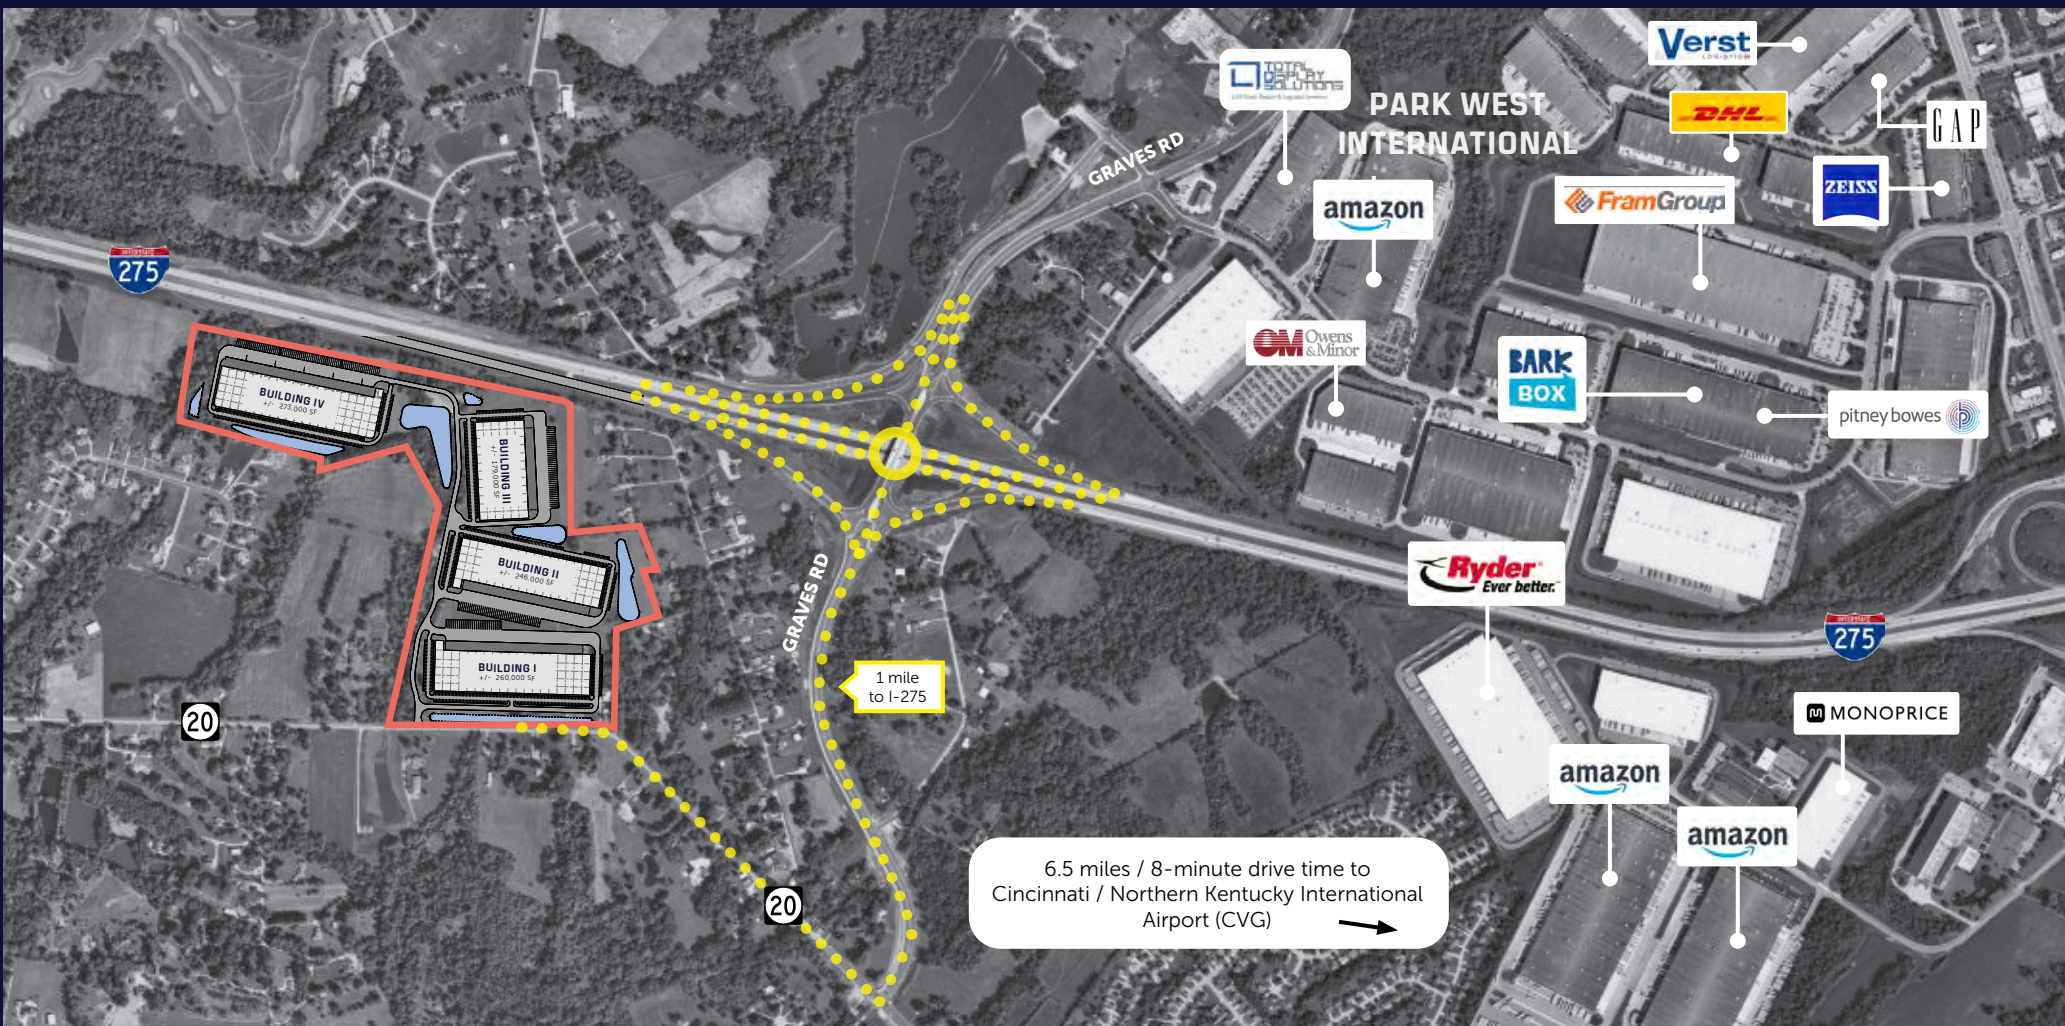 Verst
LOGISTICS
TOTAL
DISPLAY
SOLUTIONS
PARK WEST
INTERNATIONAL
DHL
GAP
GRAVES RD
ZEISS
FramGroup
amazon
INTERSTATE
275
OM Owens
&Minor
BARK
BOX
pitney bowes
BUILDING IV
+/- 273,000 SF
BUILDING III
+/- 179,000 SF
BUILDING II
+/- 246,000 SF
GRAVES RD
Ryder
Ever better.
INTERSTATE
275
BUILDING I
+/- 260,000 SF
1 mile
to I-275
20
MONOPRICE
amazon
amazon
20
6.5 miles / 8-minute drive time to
Cincinnati / Northern Kentucky International
Airport (CVG)